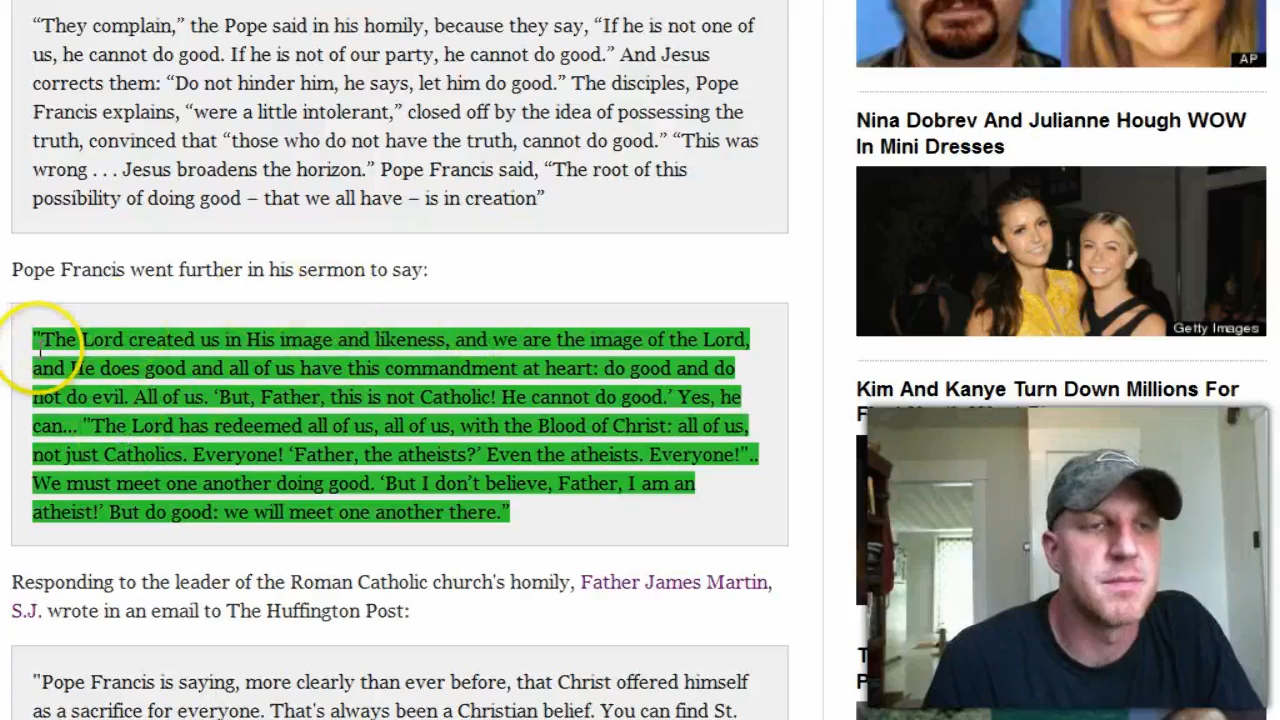 “They complain,” the Pope said in his homily, because they say, “If he is not one of
us, he cannot do good. If he is not of our party, he cannot do good.” And Jesus
corrects them: “Do not hinder him, he says, let him do good.” The disciples, Pope
Francis explains, “were a little intolerant,” closed off by the idea of possessing the
truth, convinced that “those who do not have the truth, cannot do good.” “This was
wrong . . . Jesus broadens the horizon.” Pope Francis said, “The root of this
possibility of doing good – that we all have – is in creation”
Pope Francis went further in his sermon to say:
"The Lord created us in His image and likeness, and we are the image of the Lord,
and He does good and all of us have this commandment at heart: do good and do
not do evil. All of us. ‘But, Father, this is not Catholic! He cannot do good.’ Yes, he
can... "The Lord has redeemed all of us, all of us, with the Blood of Christ: all of us,
not just Catholics. Everyone! ‘Father, the atheists?’ Even the atheists. Everyone!"..
We must meet one another doing good. ‘But I don’t believe, Father, I am an
atheist!’ But do good: we will meet one another there.”
Responding to the leader of the Roman Catholic church's homily, Father James Martin,
S.J. wrote in an email to The Huffington Post:
"Pope Francis is saying, more clearly than ever before, that Christ offered himself
as a sacrifice for everyone. That's always been a Christian belief. You can find St.
AP
Nina Dobrev And Julianne Hough WOW
In Mini Dresses
Getty Images
Kim And Kanye Turn Down Millions For